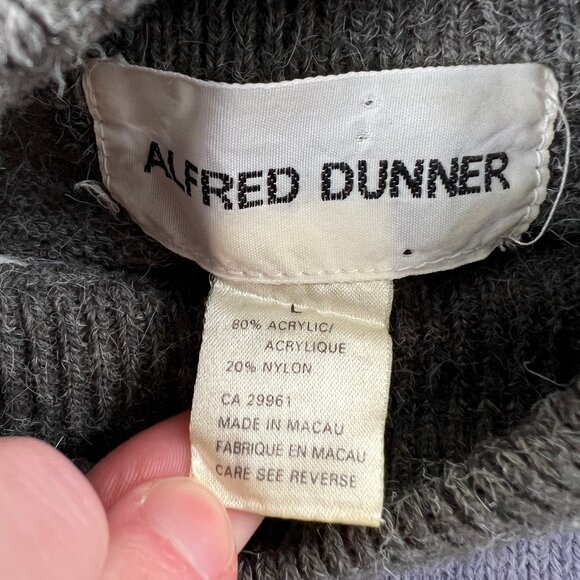 ALFRED DUNNER
L
80% ACRYLIC/
ACRYLIQUE
20% NYLON
CA 29961
MADE IN MACAU
FABRIQUE EN MACAU
CARE SEE REVERSE